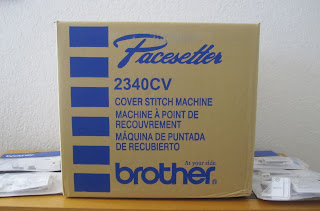 Pacesetter
2340CV
COVER STITCH MACHINE
MACHINE À POINT DE
RECOUVREMENT
MÁQUINA DE PUNTADA
DE RECUBIERTO
At your side.
brother®